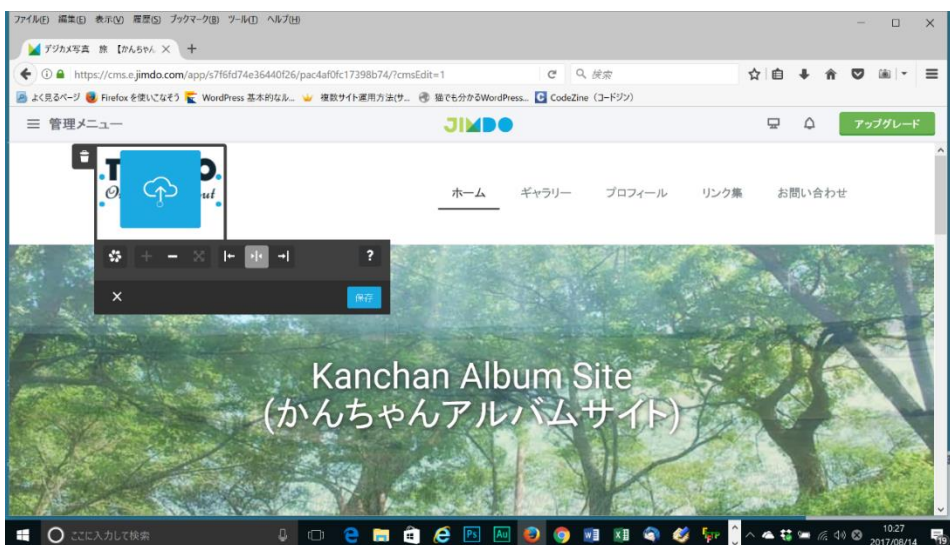 ファイル(F) 編集(E) 表示(V) 履歴(S) ブックマーク(B) ツール(T) ヘルプ(H)
デジカメ写真 旅 【かんちゃん
https://cms.e.jimdo.com/app/s7f6fd74e36440f26/pac4af0fc17398b74/?cmsEdit=1
検索
よく見るページ Firefox を使いこなそう WordPress 基本的なル... 複数サイト運用方法(サ... 猫でも分かるWordPress... CodeZine(コードジン)
管理メニュー
JIMDO
アップグレード
ホーム ギャラリー プロフィール リンク集 お問い合わせ
?
保存
Kanchan Album Site
(かんちゃんアルバムサイト)
ここに入力して検索
Ps Au
10:27
2017/08/14